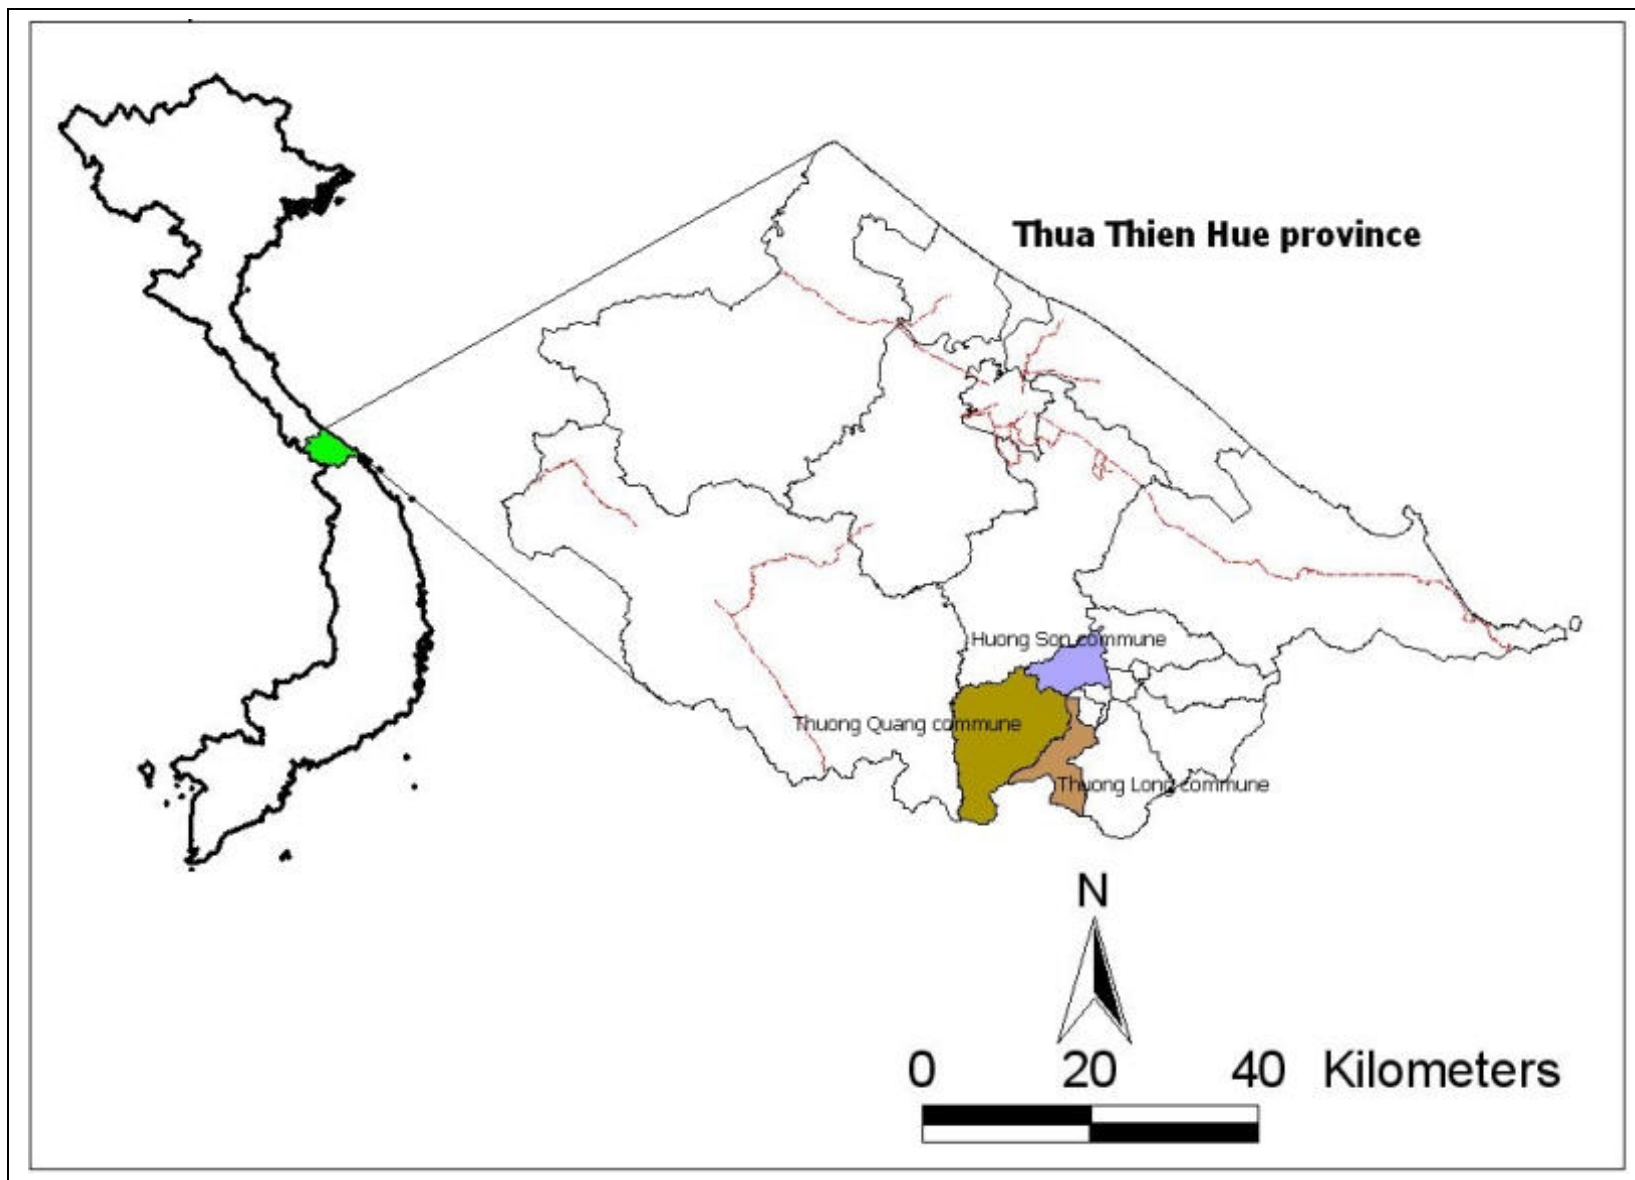 Thua Thien Hue province
Huong Son commune
Thuong Quang commune
Thuong Long commune
N
0 20 40 Kilometers